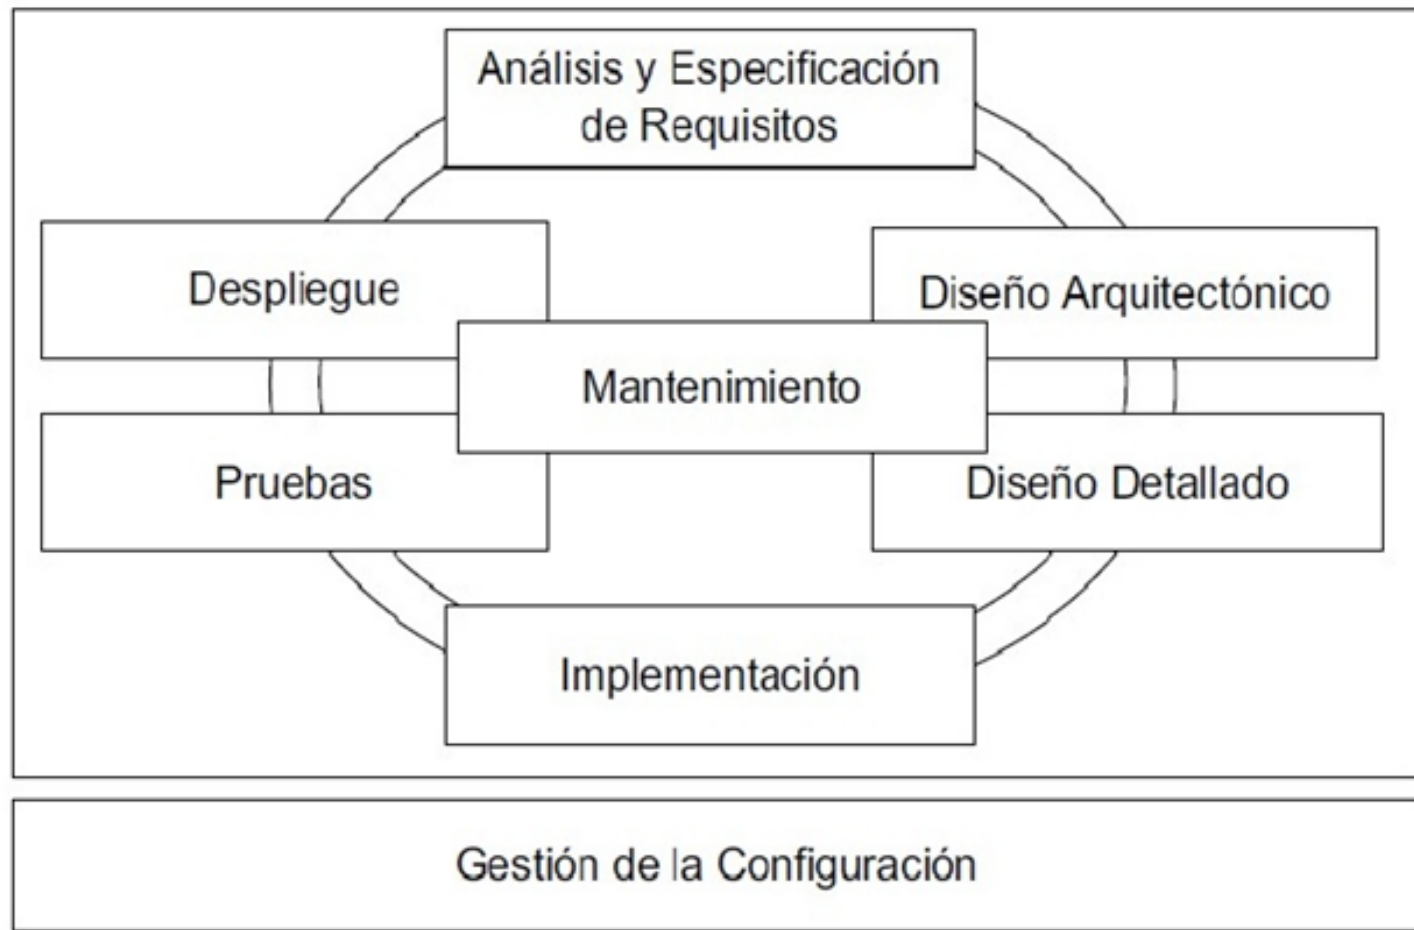 Análisis y Especificación
de Requisitos
Despliegue
Diseño Arquitectónico
Mantenimiento
Pruebas
Diseño Detallado
Implementación
Gestión de la Configuración